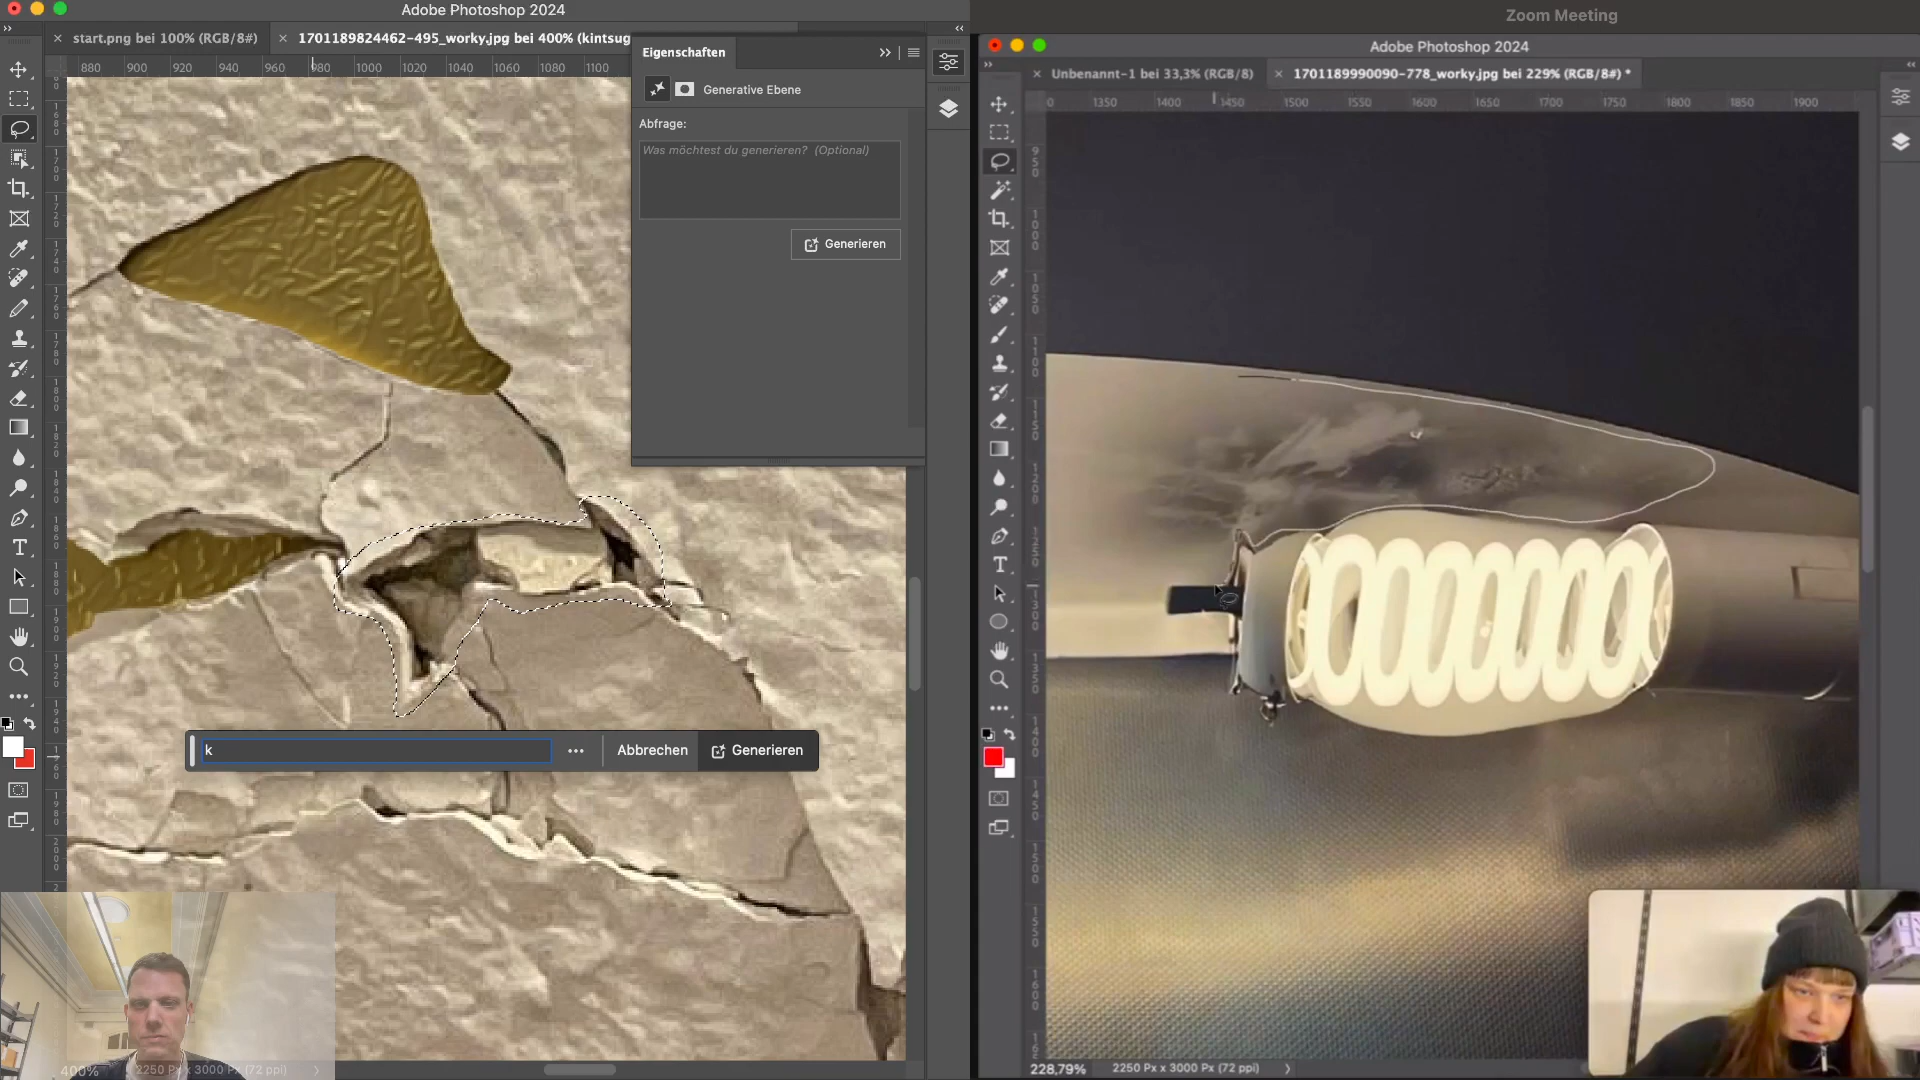 Adobe Photoshop 2024
start.png bei 100% (RGB/8#)
1701189824462-495_worky.jpg bei 400% (kintsug
880 900 920 940 960 980 1000 1020 1040 1060 1080 1100
Eigenschaften
Generative Ebene
Abfrage:
Was möchtest du generieren? (Optional)
Generieren
k
Abbrechen
Generieren
400%
2250 Px x 3000 Px (72 ppi)
Zoom Meeting
Adobe Photoshop 2024
Unbenannt-1 bei 33,3% (RGB/8)
1701189990090-778_worky.jpg bei 229% (RGB/8#) *
0 1350 1400 1450 1500 1550 1600 1650 1700 1750 1800 1850 1900
228,79%
2250 Px x 3000 Px (72 ppi)